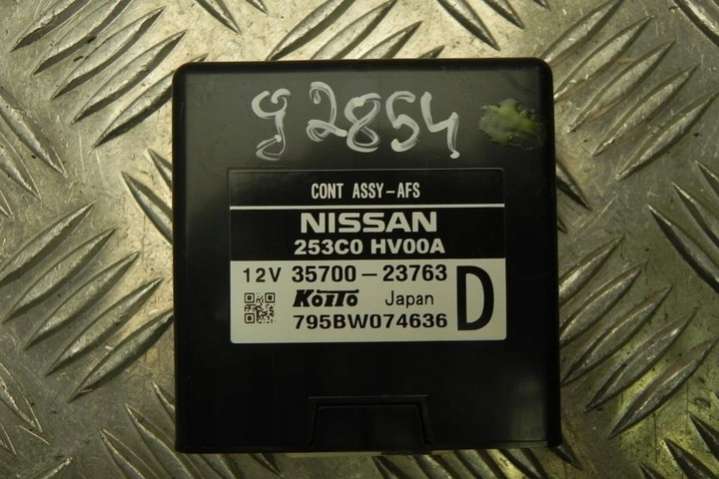 g2854
CONT ASSY-AFS
NISSAN
253C0 HV00A
12V 35700-23763
KOITO Japan D
795BW074636